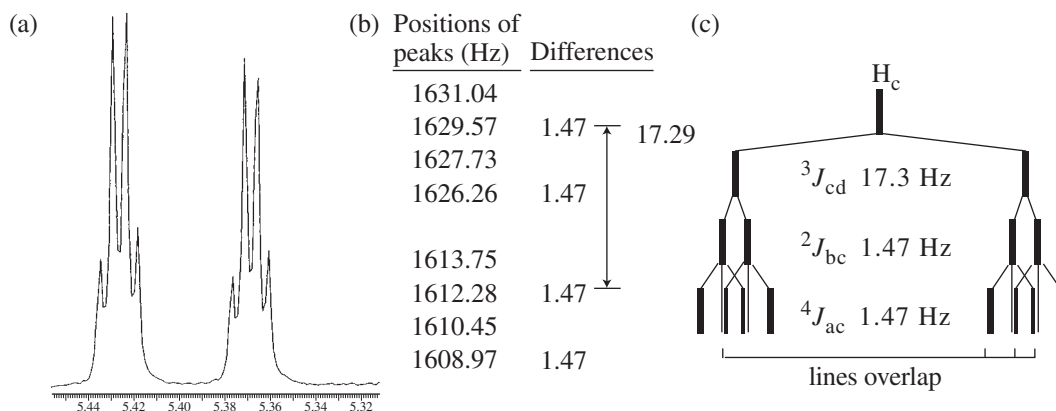 (a)
5.44 5.42 5.40 5.38 5.36 5.34 5.32
(b) Positions of
peaks (Hz) Differences
1631.04
1629.57 1.47 17.29
1627.73
1626.26 1.47
1613.75
1612.28 1.47
1610.45
1608.97 1.47
(c)
Hc
³Jcd 17.3 Hz
²Jbc 1.47 Hz
⁴Jac 1.47 Hz
lines overlap